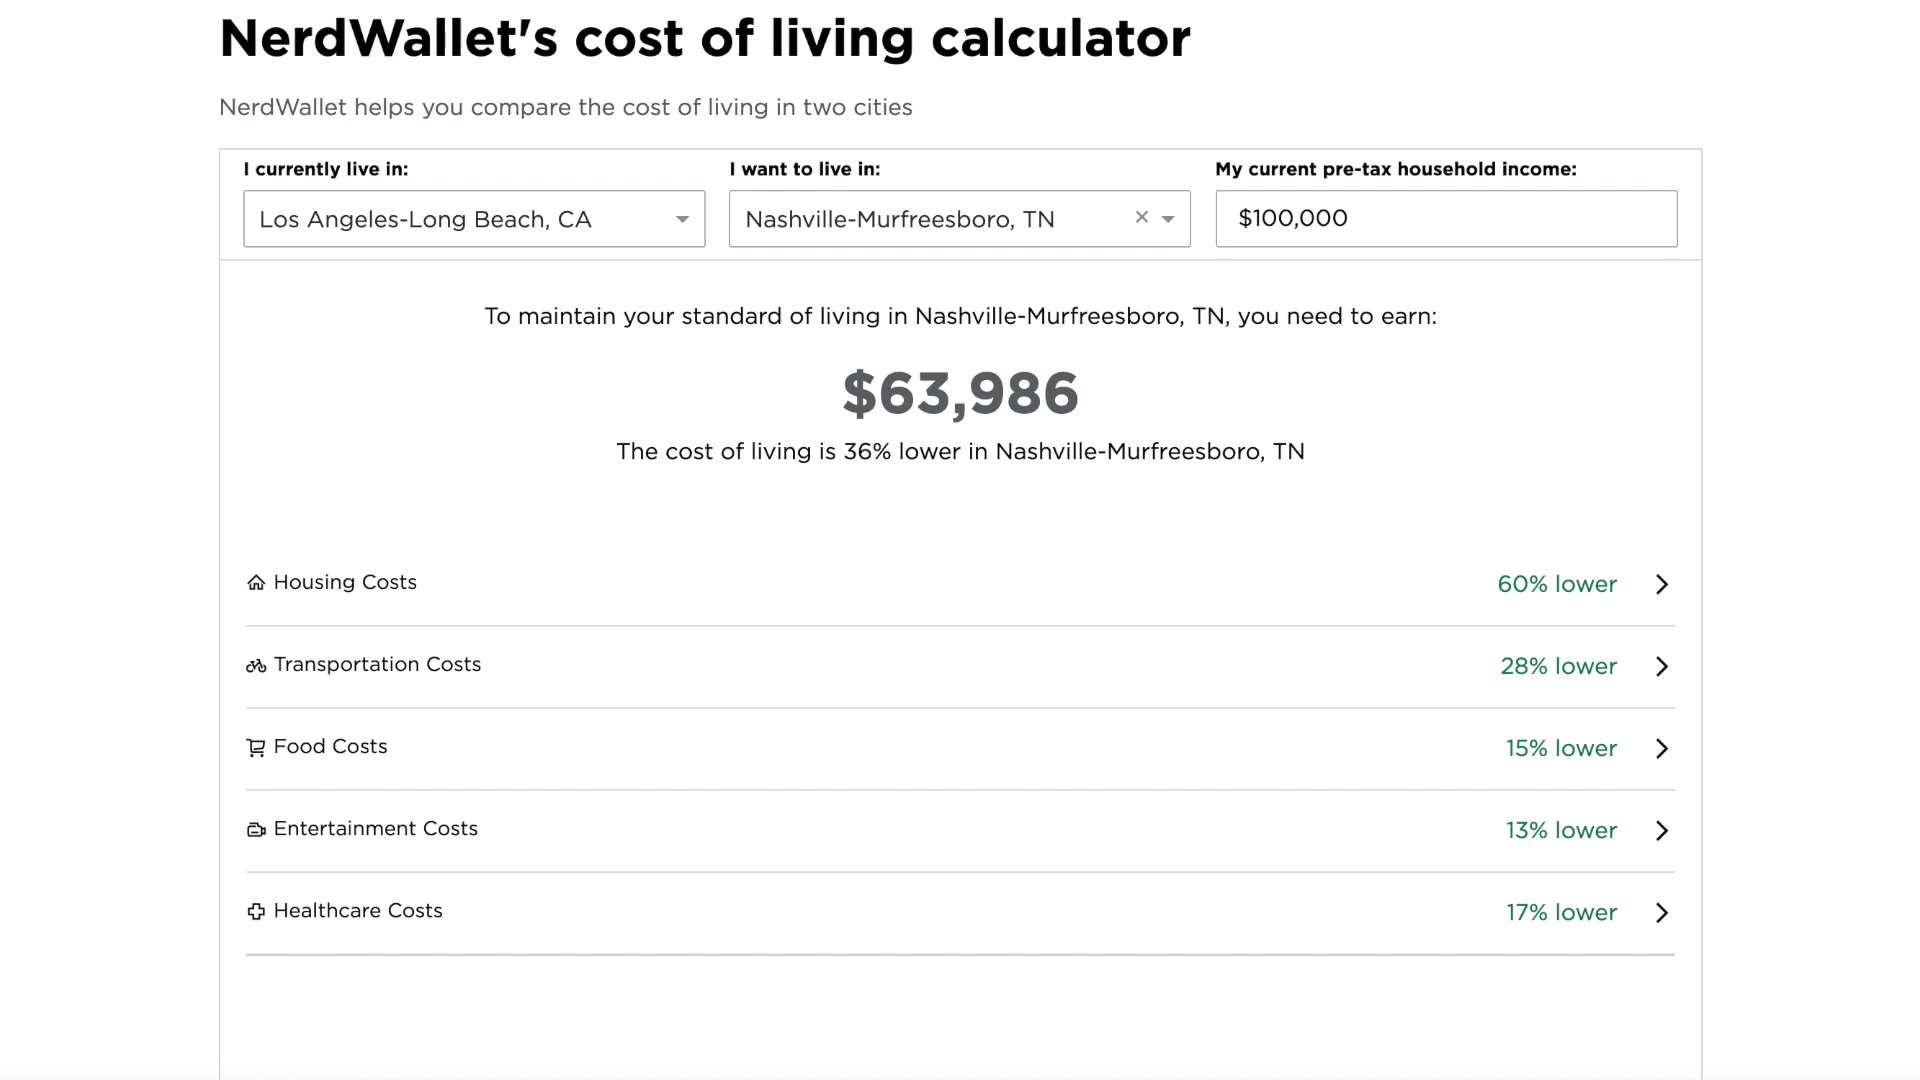 NerdWallet's cost of living calculator
NerdWallet helps you compare the cost of living in two cities
I currently live in:
I want to live in:
My current pre-tax household income:
Los Angeles-Long Beach, CA
Nashville-Murfreesboro, TN
$100,000
To maintain your standard of living in Nashville-Murfreesboro, TN, you need to earn:
$63,986
The cost of living is 36% lower in Nashville-Murfreesboro, TN
Housing Costs 60% lower
Transportation Costs 28% lower
Food Costs 15% lower
Entertainment Costs 13% lower
Healthcare Costs 17% lower